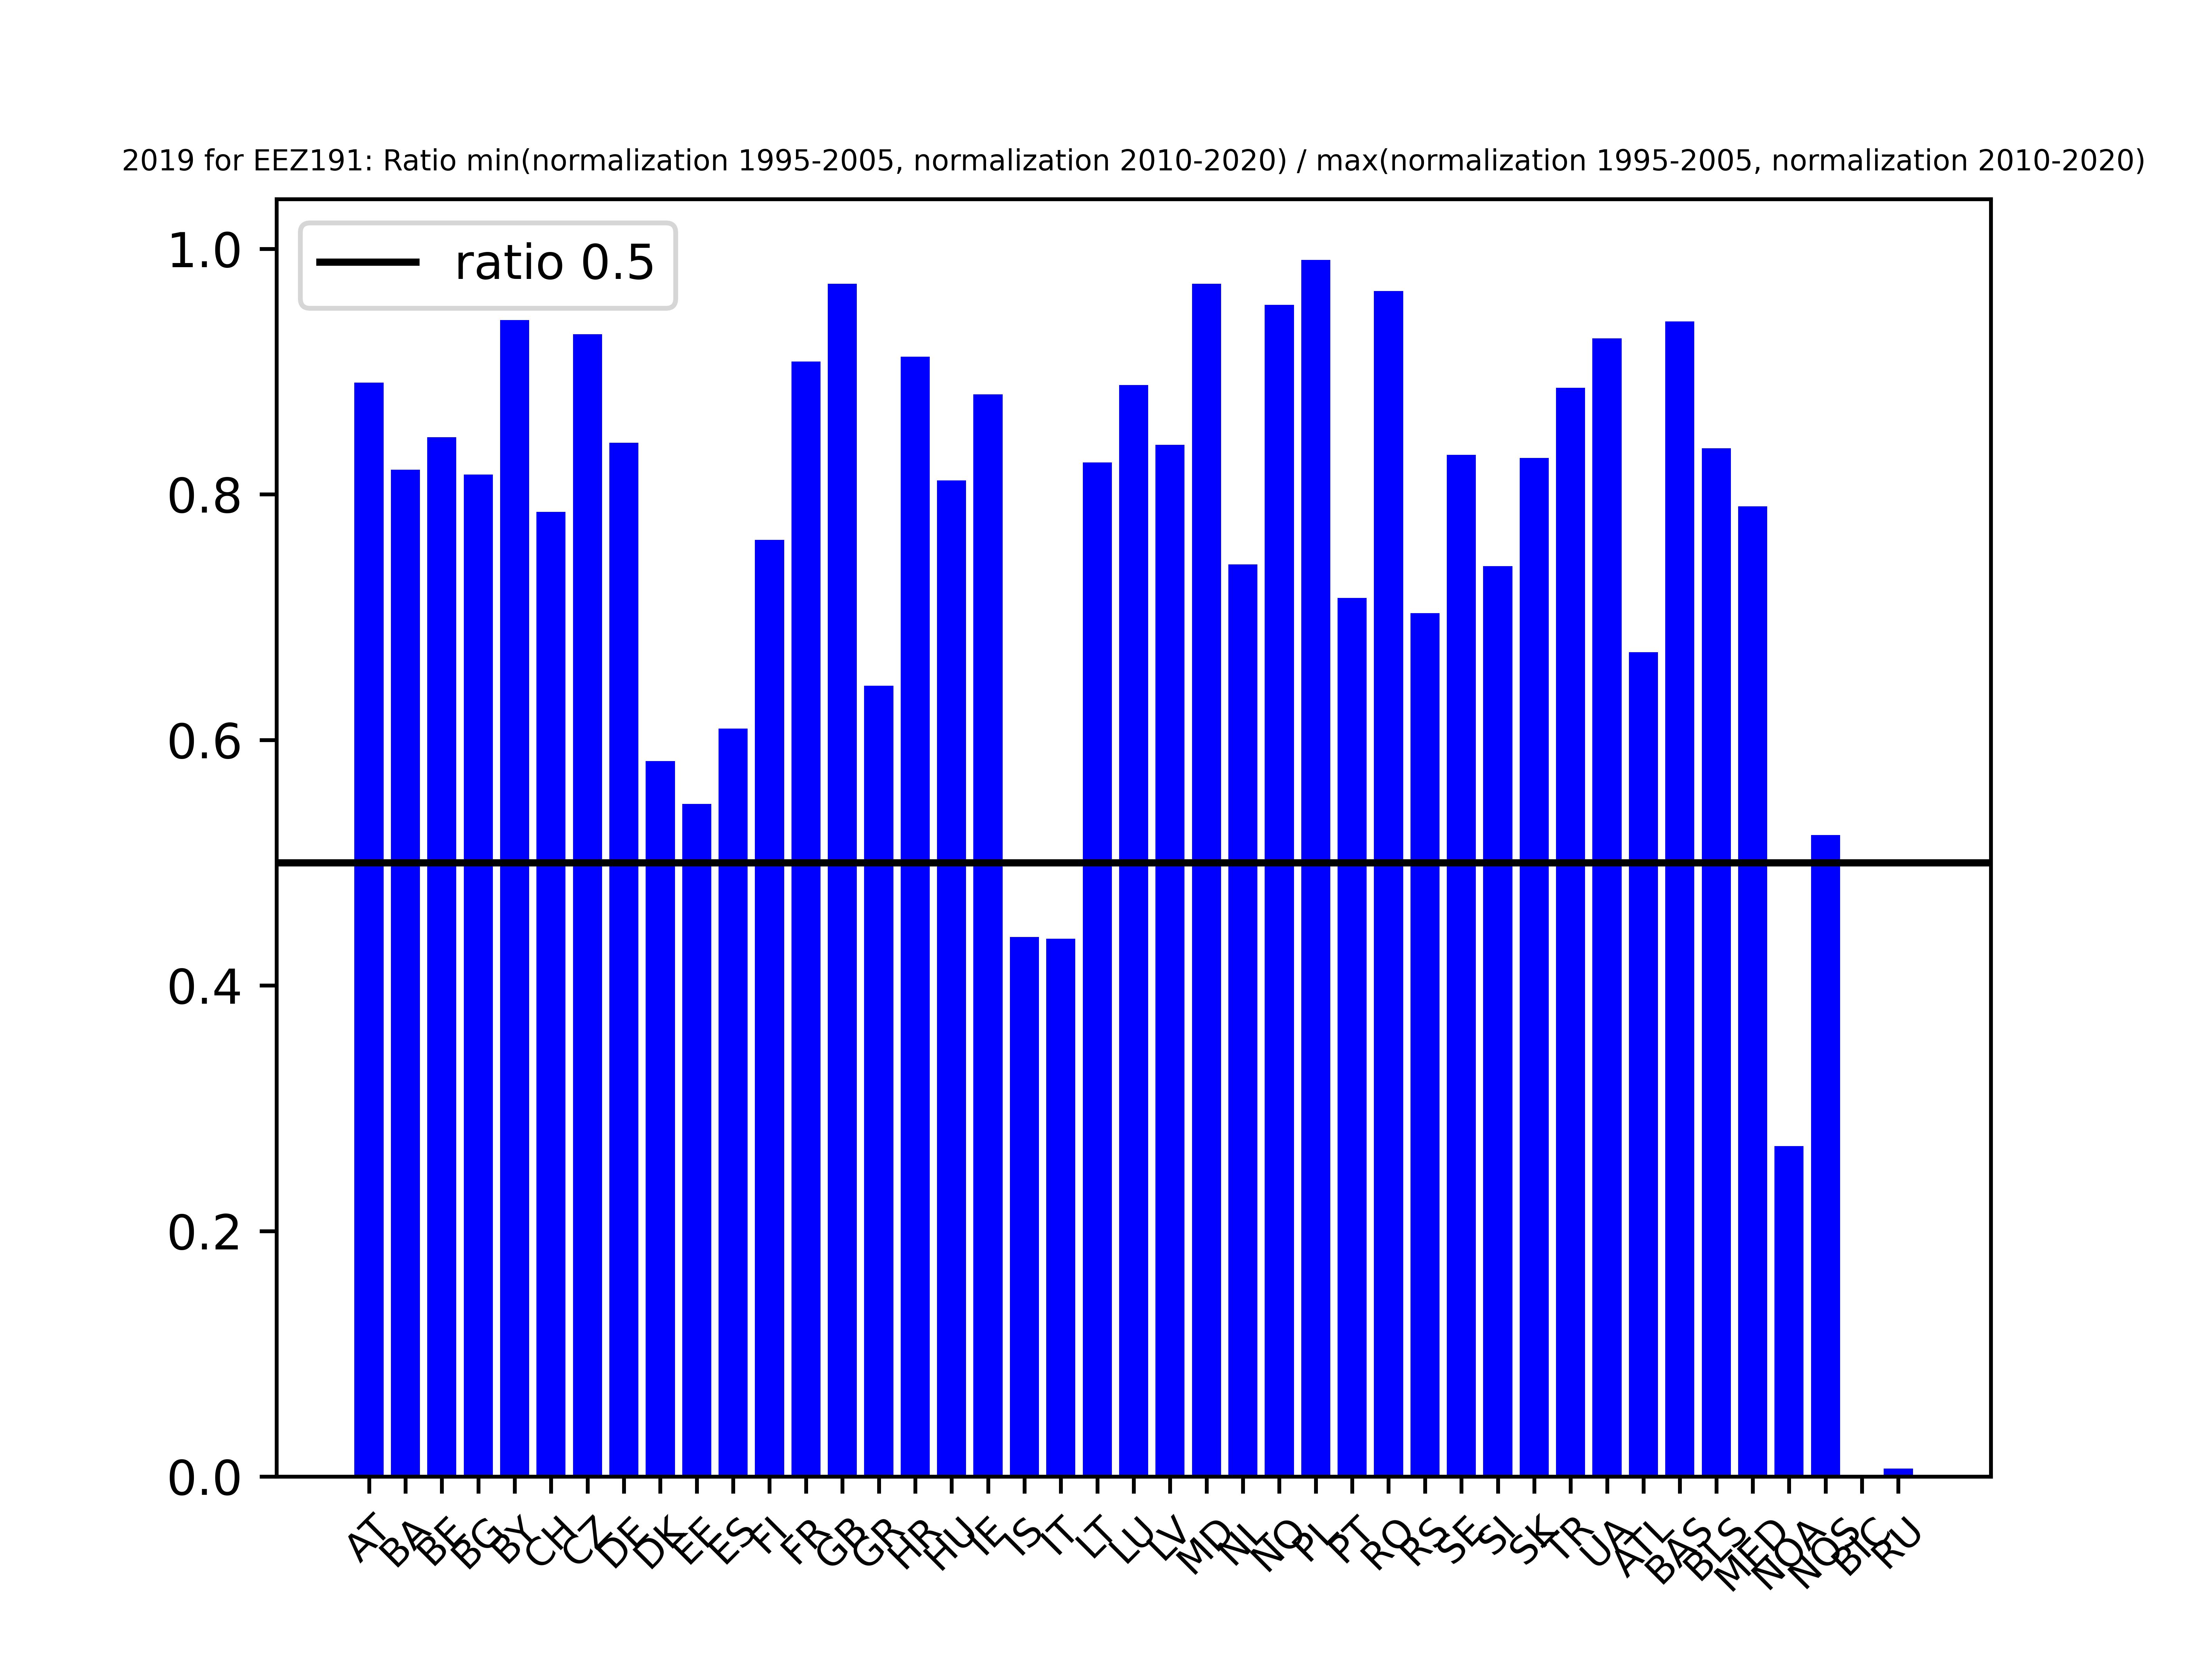 2019 for EEZ191: Ratio min(normalization 1995-2005, normalization 2010-2020) / max(normalization 1995-2005, normalization 2010-2020)
ratio 0.5
1.0
0.8
0.6
0.4
0.2
0.0
AT BA BE BG BY CH CZ DE DK EE ES FI FR GB GR HR HU IE IS IT LT LU LV MD NL NO PL PT RO RS SE SI SK TR UA ATL BAS BLS MED NOA NOS BIC RU